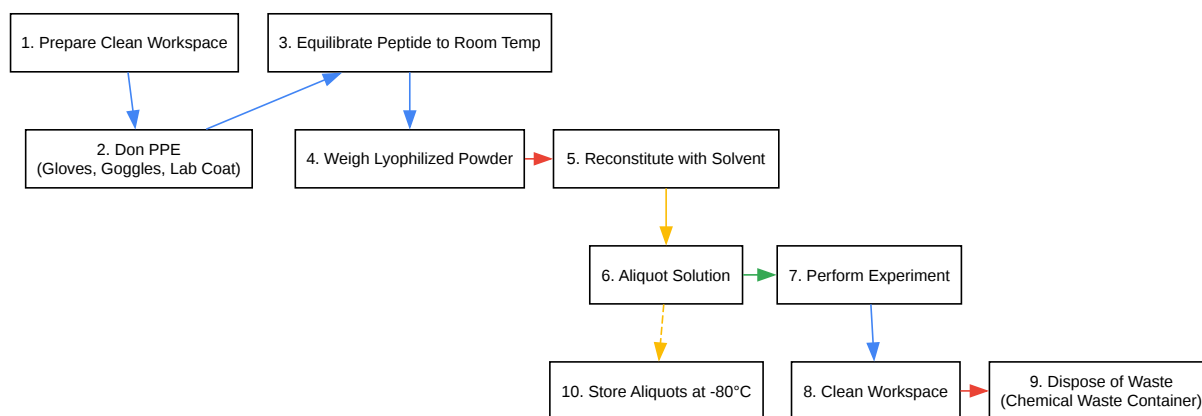 1. Prepare Clean Workspace
2. Don PPE
(Gloves, Goggles, Lab Coat)
3. Equilibrate Peptide to Room Temp
4. Weigh Lyophilized Powder
5. Reconstitute with Solvent
6. Aliquot Solution
7. Perform Experiment
8. Clean Workspace
9. Dispose of Waste
(Chemical Waste Container)
10. Store Aliquots at -80°C